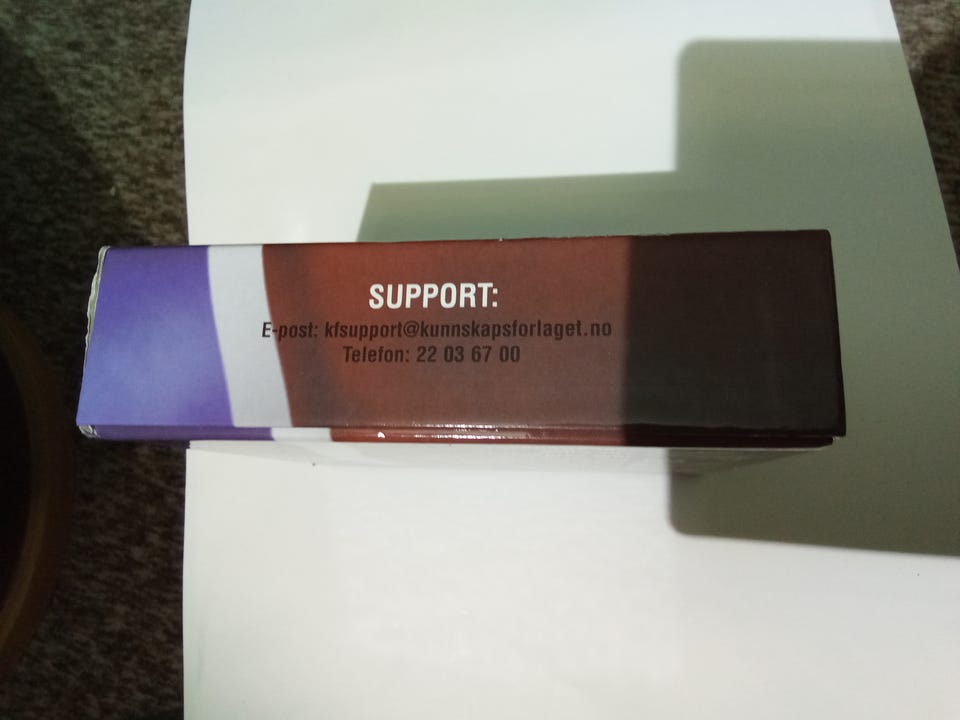 SUPPORT:
E-post: kfsupport@kunnskapsforlaget.no
Telefon: 22 03 67 00